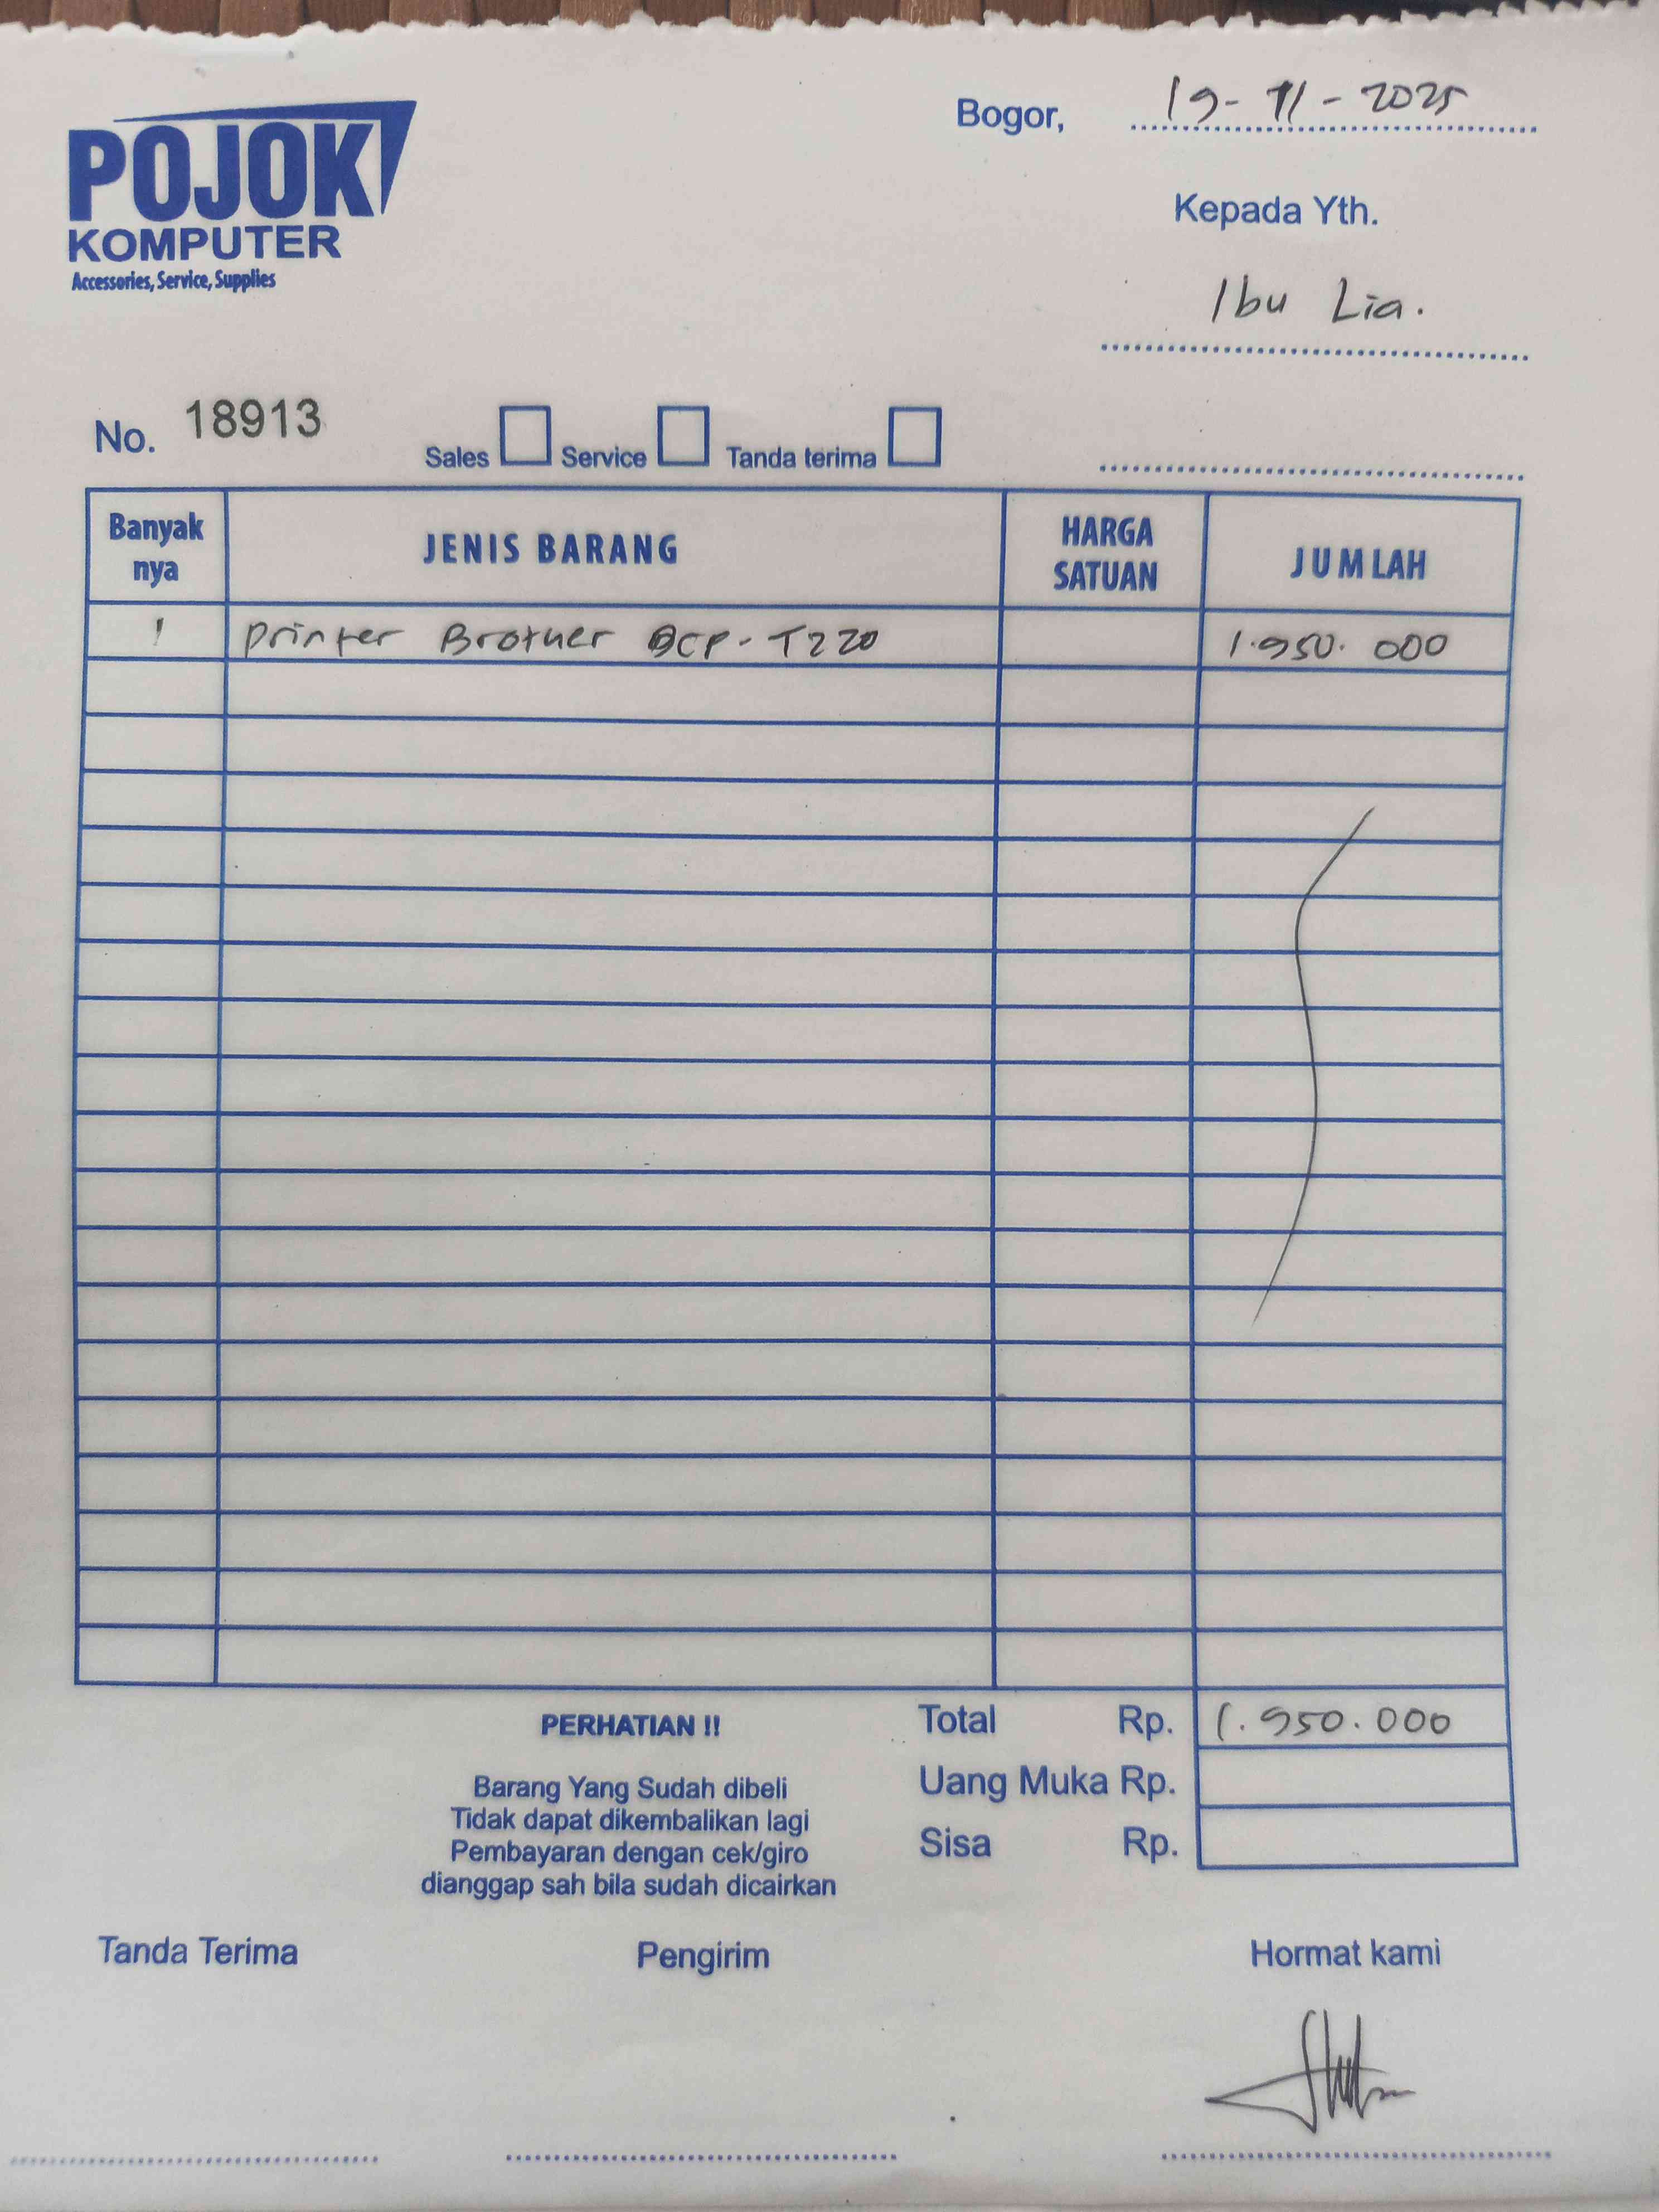 POJOK
KOMPUTER
Accessories, Service, Supplies
Bogor, 19-11-2025
Kepada Yth.
Ibu Lia.
No. 18913
Sales Service Tanda terima
Banyak nya JENIS BARANG HARGA SATUAN JUMLAH
1 Printer Brother DCP-T220 1.950.000
PERHATIAN !!
Barang Yang Sudah dibeli
Tidak dapat dikembalikan lagi
Pembayaran dengan cek/giro
dianggap sah bila sudah dicairkan
Total Rp. 1.950.000
Uang Muka Rp.
Sisa Rp.
Tanda Terima Pengirim Hormat kami